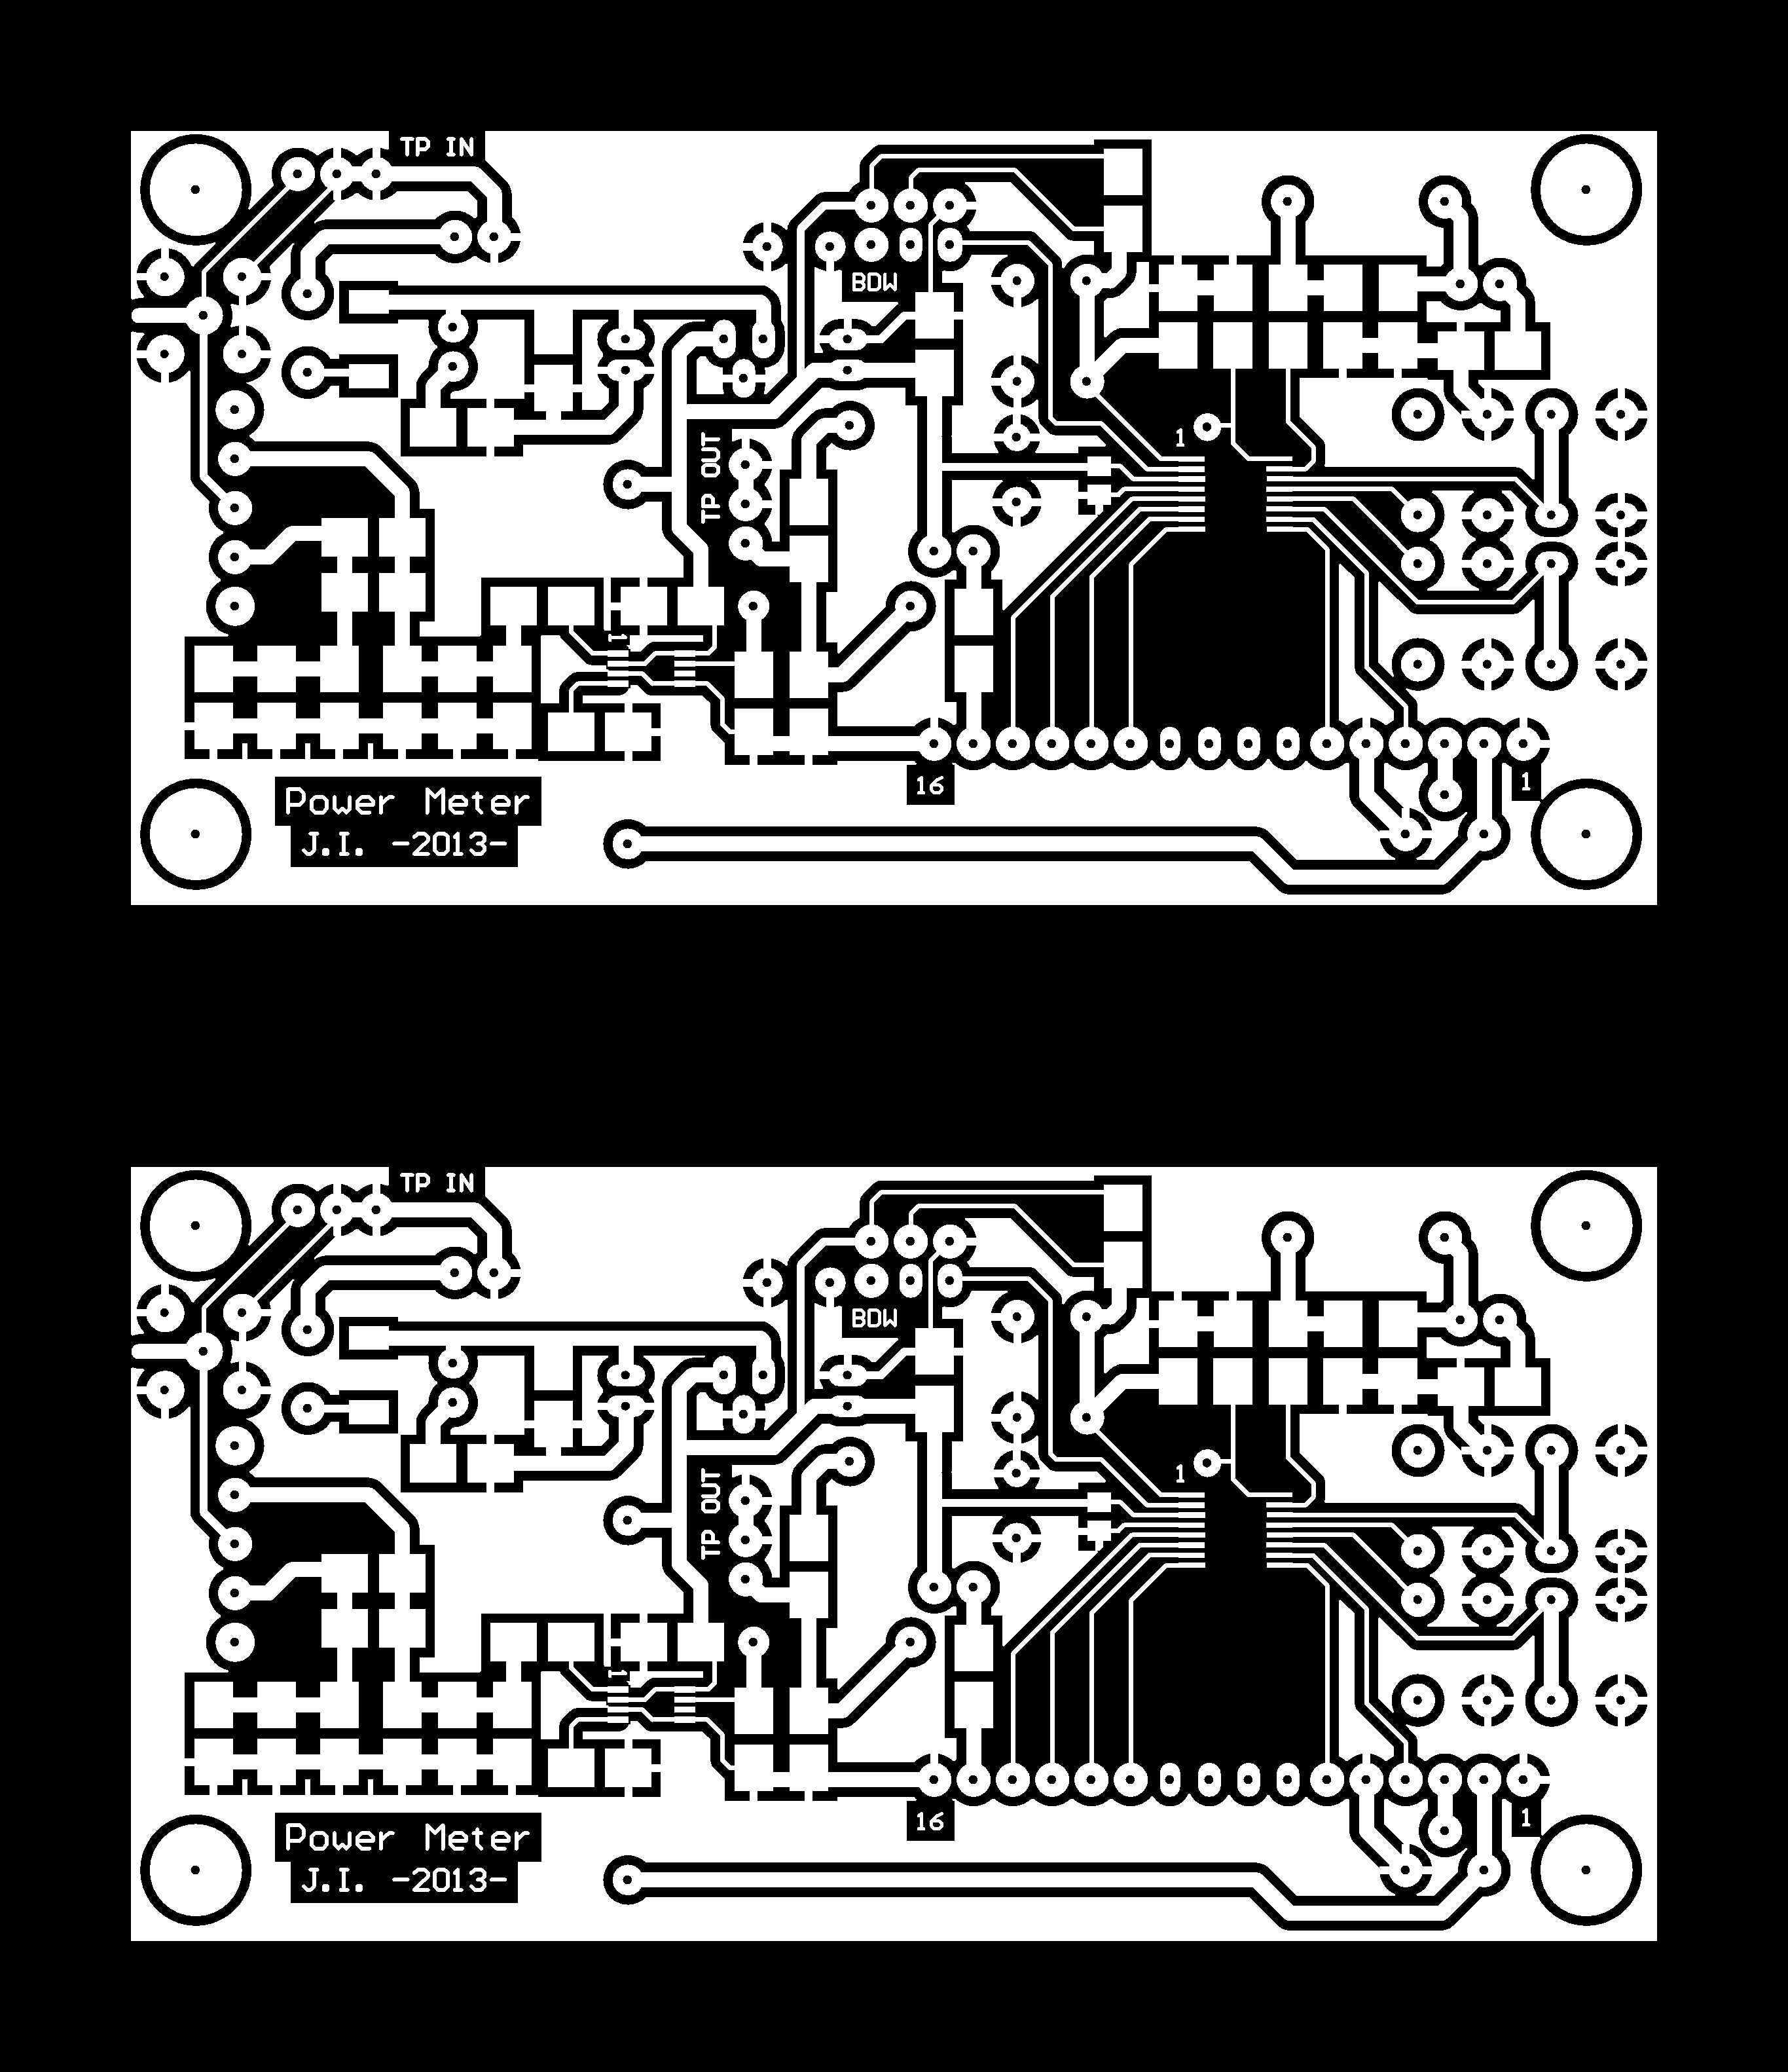 TP IN
BDW
1
TP OUT
1
16
1
Power Meter
J.I. -2013-
TP IN
BDW
1
TP OUT
1
16
1
Power Meter
J.I. -2013-